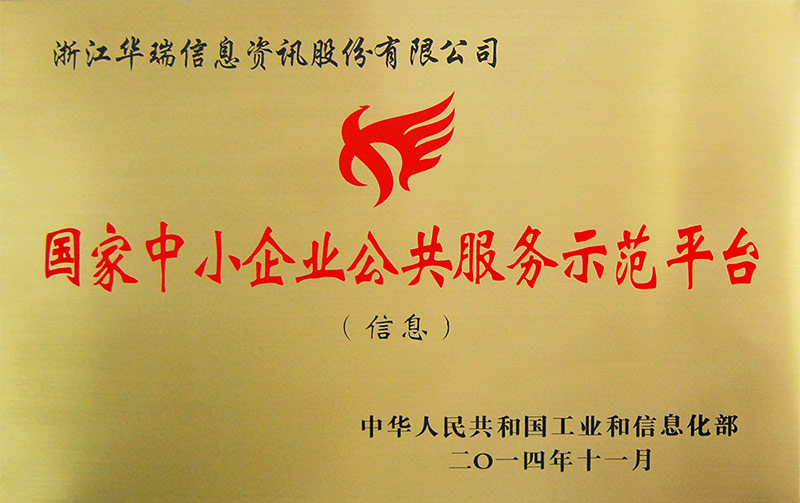 浙江华瑞信息资讯股份有限公司
国家中小企业公共服务示范平台
（信息）
中华人民共和国工业和信息化部
二〇一四年十一月